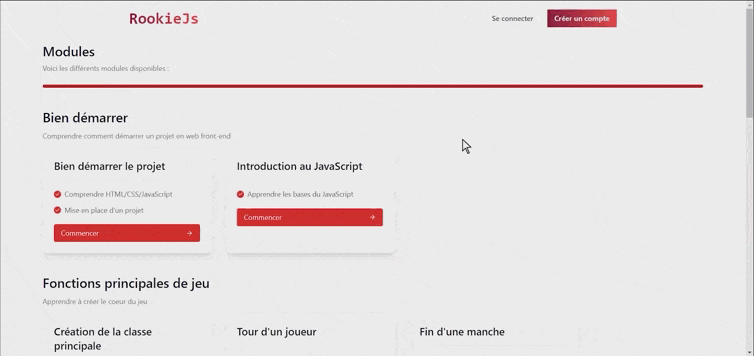 RookieJs
Se connecter
Créer un compte
Modules
Voici les différents modules disponibles :
Bien démarrer
Comprendre comment démarrer un projet en web front-end
Bien démarrer le projet
Comprendre HTML/CSS/JavaScript
Mise en place d'un projet
Commencer
Introduction au JavaScript
Apprendre les bases du JavaScript
Commencer
Fonctions principales de jeu
Apprendre à créer le coeur du jeu
Création de la classe
principale
Tour d'un joueur
Fin d'une manche